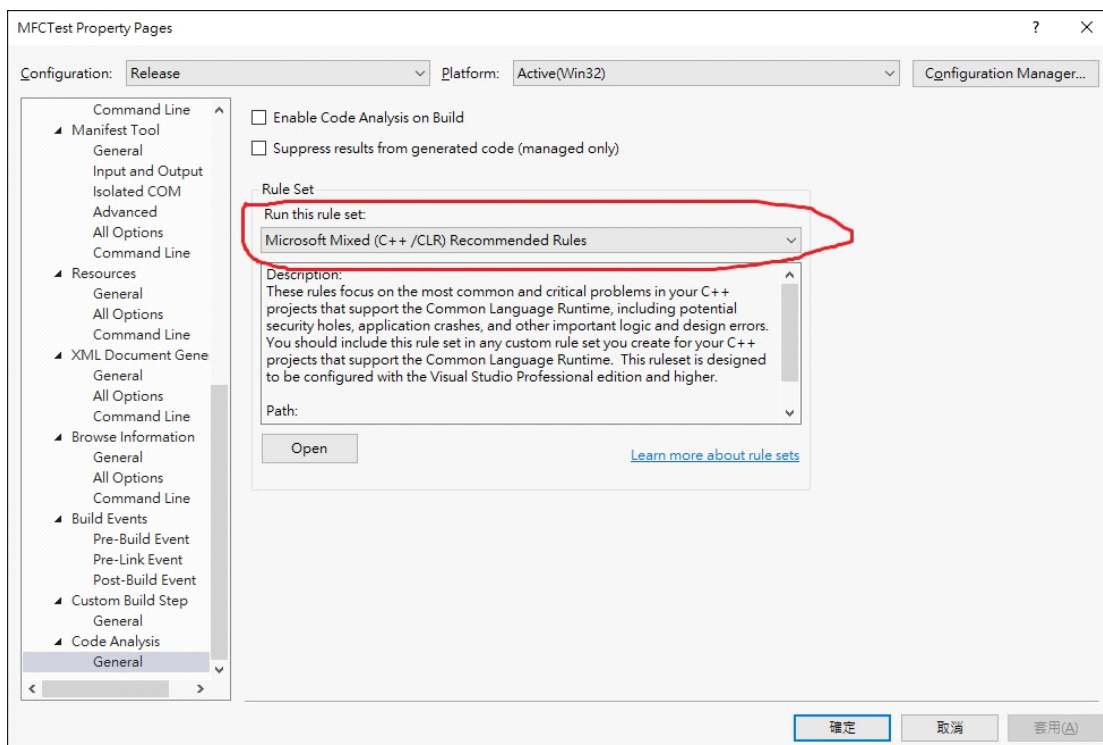 MFCTest Property Pages
Configuration: Release Platform: Active(Win32) Configuration Manager...
Command Line
Manifest Tool
General
Input and Output
Isolated COM
Advanced
All Options
Command Line
Resources
General
All Options
Command Line
XML Document Gene
General
All Options
Command Line
Browse Information
General
All Options
Command Line
Build Events
Pre-Build Event
Pre-Link Event
Post-Build Event
Custom Build Step
General
Code Analysis
General
Enable Code Analysis on Build
Suppress results from generated code (managed only)
Rule Set
Run this rule set:
Microsoft Mixed (C++ /CLR) Recommended Rules
Description:
These rules focus on the most common and critical problems in your C++
projects that support the Common Language Runtime, including potential
security holes, application crashes, and other important logic and design errors.
You should include this rule set in any custom rule set you create for your C++
projects that support the Common Language Runtime. This ruleset is designed
to be configured with the Visual Studio Professional edition and higher.
Path:
Open
Learn more about rule sets
確定 取消 套用(A)